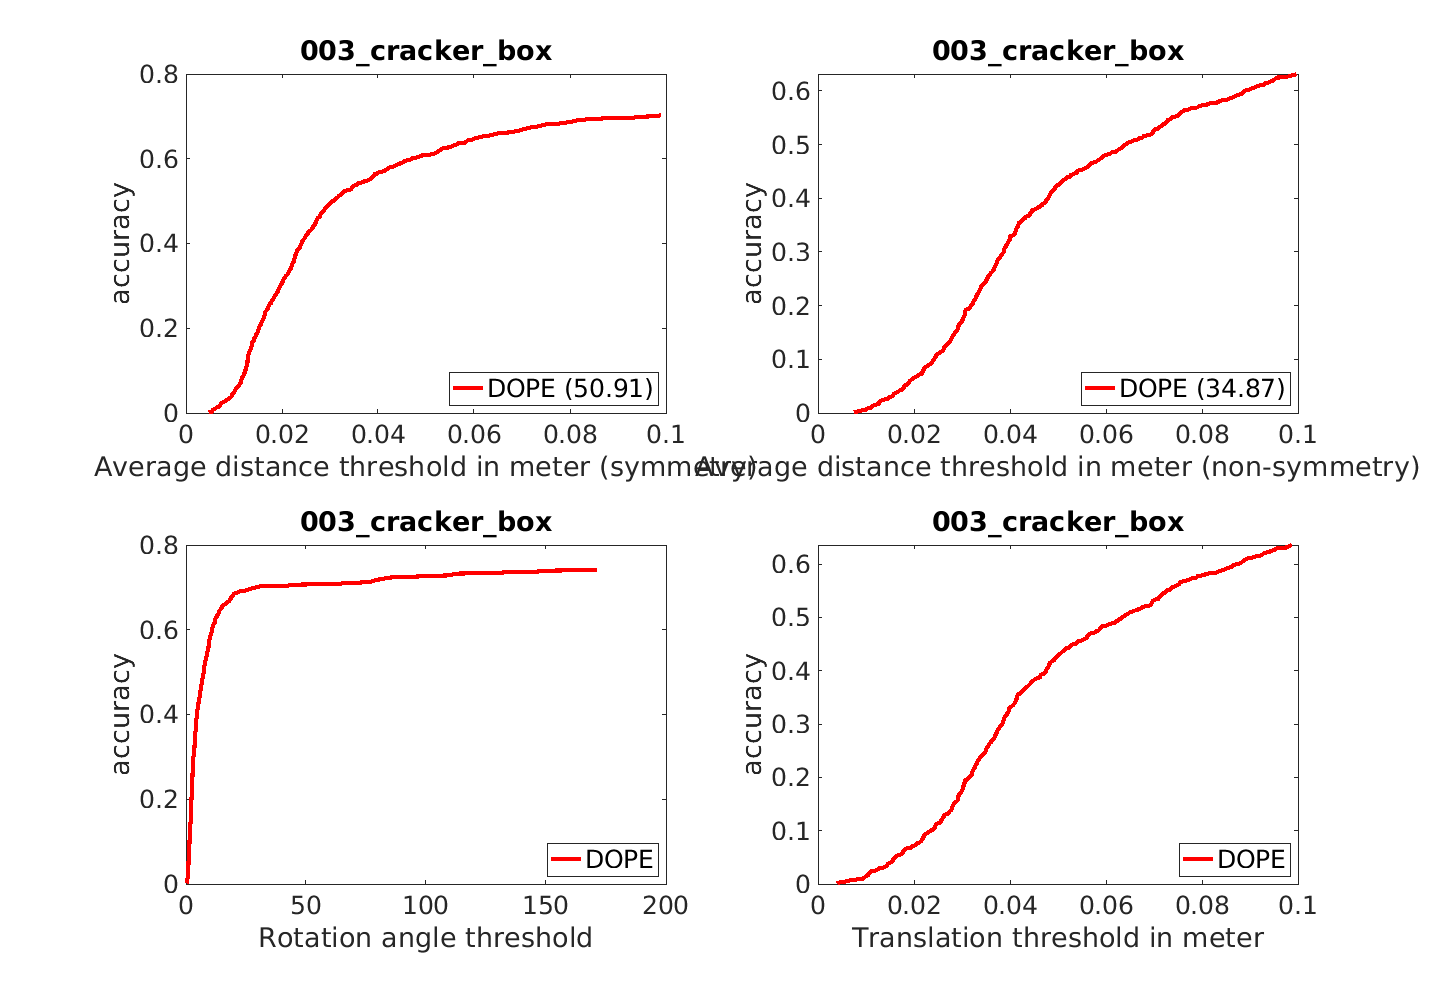 003_cracker_box
accuracy
0.8
0.6
0.4
0.2
0
DOPE (50.91)
0 0.02 0.04 0.06 0.08 0.1
Average distance threshold in meter (symmetry)
003_cracker_box
accuracy
0.6
0.5
0.4
0.3
0.2
0.1
0
DOPE (34.87)
0 0.02 0.04 0.06 0.08 0.1
Average distance threshold in meter (non-symmetry)
003_cracker_box
accuracy
0.8
0.6
0.4
0.2
0
DOPE
0 50 100 150 200
Rotation angle threshold
003_cracker_box
accuracy
0.6
0.5
0.4
0.3
0.2
0.1
0
DOPE
0 0.02 0.04 0.06 0.08 0.1
Translation threshold in meter